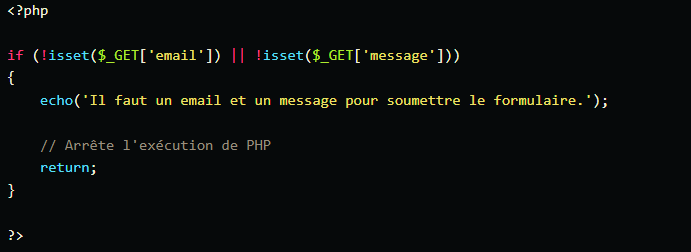 <?php
if (!isset($_GET['email']) || !isset($_GET['message']))
{
echo('Il faut un email et un message pour soumettre le formulaire.');
// Arrête l'exécution de PHP
return;
}
?>